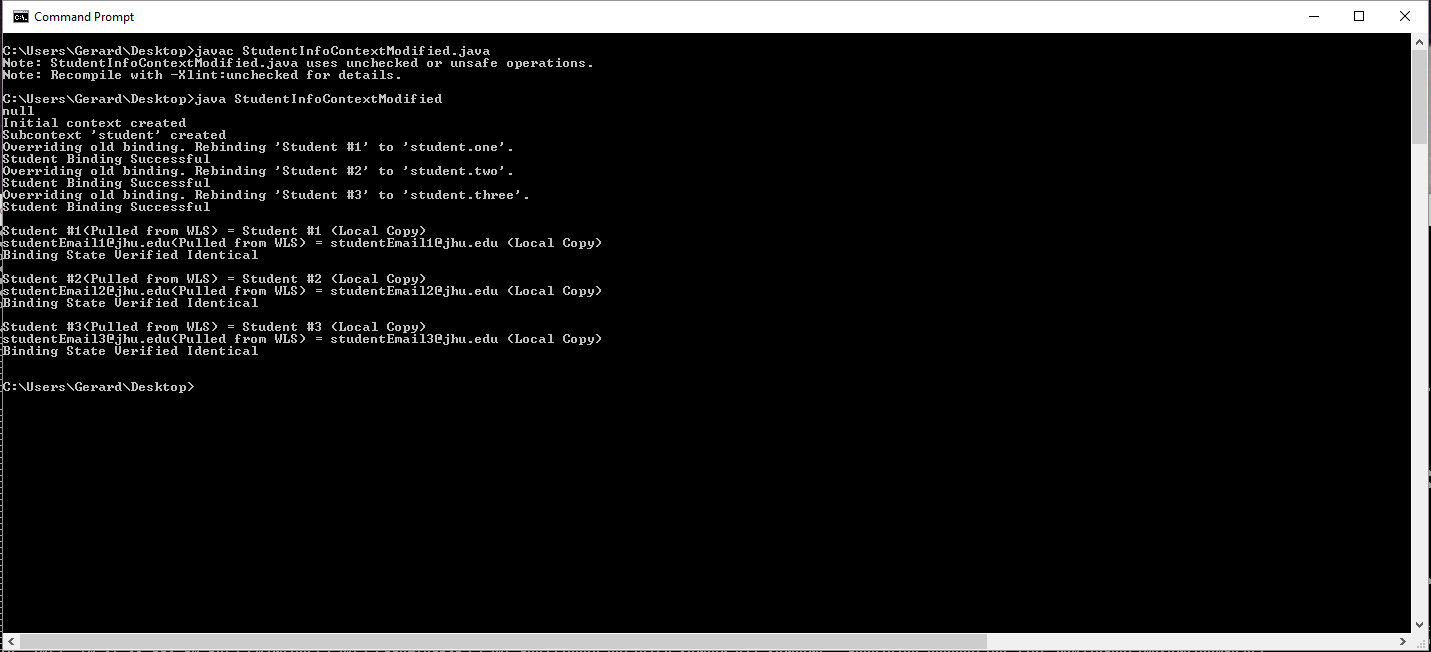 Command Prompt
C:\Users\Gerard\Desktop>javac StudentInfoContextModified.java
Note: StudentInfoContextModified.java uses unchecked or unsafe operations.
Note: Recompile with -Xlint:unchecked for details.
C:\Users\Gerard\Desktop>java StudentInfoContextModified
null
Initial context created
Subcontext 'student' created
Overriding old binding. Rebinding 'Student #1' to 'student.one'.
Student Binding Successful
Overriding old binding. Rebinding 'Student #2' to 'student.two'.
Student Binding Successful
Overriding old binding. Rebinding 'Student #3' to 'student.three'.
Student Binding Successful
Student #1(Pulled from WLS) = Student #1 (Local Copy)
studentEmail1@jhu.edu(Pulled from WLS) = studentEmail1@jhu.edu (Local Copy)
Binding State Verified Identical
Student #2(Pulled from WLS) = Student #2 (Local Copy)
studentEmail2@jhu.edu(Pulled from WLS) = studentEmail2@jhu.edu (Local Copy)
Binding State Verified Identical
Student #3(Pulled from WLS) = Student #3 (Local Copy)
studentEmail3@jhu.edu(Pulled from WLS) = studentEmail3@jhu.edu (Local Copy)
Binding State Verified Identical
C:\Users\Gerard\Desktop>